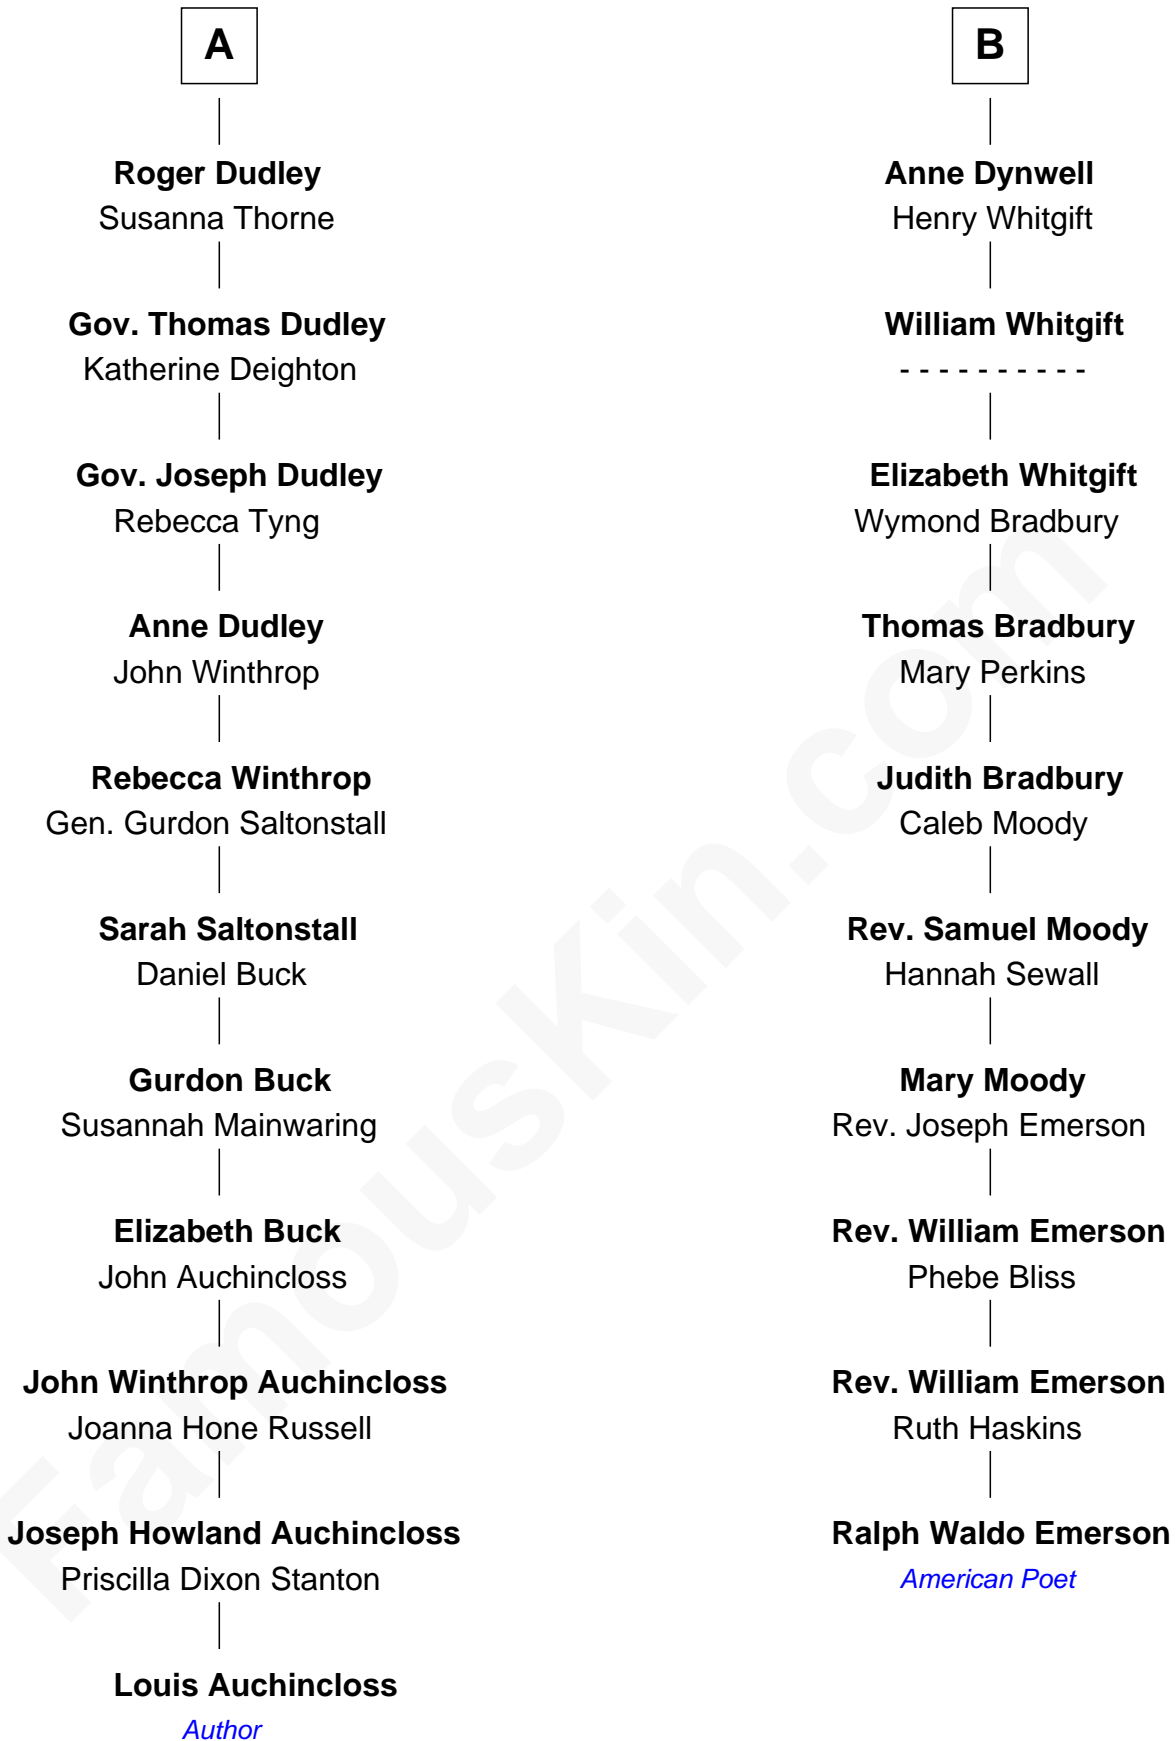 A
Roger Dudley
Susanna Thorne
Gov. Thomas Dudley
Katherine Deighton
Gov. Joseph Dudley
Rebecca Tyng
Anne Dudley
John Winthrop
Rebecca Winthrop
Gen. Gurdon Saltonstall
Sarah Saltonstall
Daniel Buck
Gurdon Buck
Susannah Mainwaring
Elizabeth Buck
John Auchincloss
John Winthrop Auchincloss
Joanna Hone Russell
Joseph Howland Auchincloss
Priscilla Dixon Stanton
Louis Auchincloss
Author
B
Anne Dynwell
Henry Whitgift
William Whitgift
- - - - - - - - - -
Elizabeth Whitgift
Wymond Bradbury
Thomas Bradbury
Mary Perkins
Judith Bradbury
Caleb Moody
Rev. Samuel Moody
Hannah Sewall
Mary Moody
Rev. Joseph Emerson
Rev. William Emerson
Phebe Bliss
Rev. William Emerson
Ruth Haskins
Ralph Waldo Emerson
American Poet
FamousKin.com